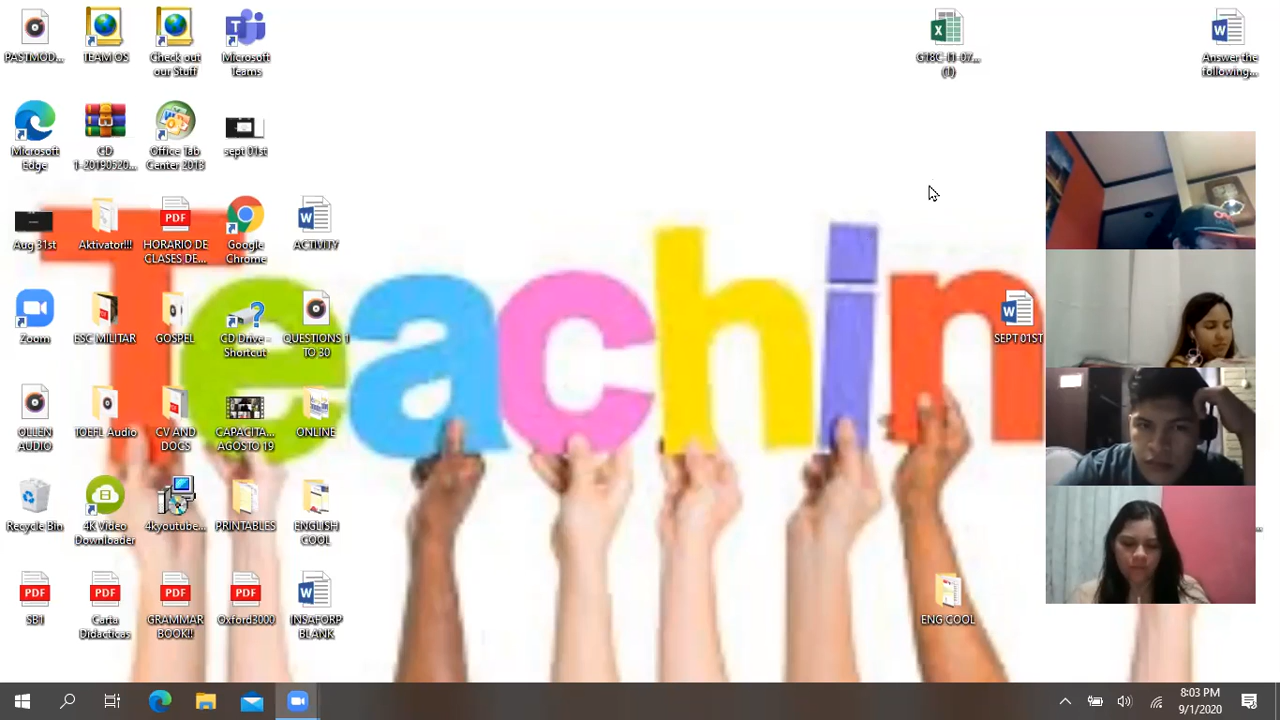 PASTMOD...
TEAM OS
Check out
our Stuff
Microsoft
Teams
G18C-I1-07...
(1)
Answer the
following...
Microsoft
Edge
CD
1-20190520...
Office Tab
Center 2013
sept 01st
Aug 31st
Aktivator!!!
HORARIO DE
CLASES DE...
Google
Chrome
ACTIVITY
Teachin
Zoom
ESC MILITAR
GOSPEL
CD Drive -
Shortcut
QUESTIONS 1
TO 30
SEPT 01ST
OLLEN
AUDIO
TOEFL Audio
CV AND
DOCS
CAPACITA...
AGOSTO 19
ONLINE
Recycle Bin
4K Video
Downloader
4kyoutube...
PRINTABLES
ENGLISH
COOL
SB1
Carta
Didacticas
GRAMMAR
BOOK!!
Oxford3000
INSAFORP
BLANK
ENG COOL
8:03 PM
9/1/2020